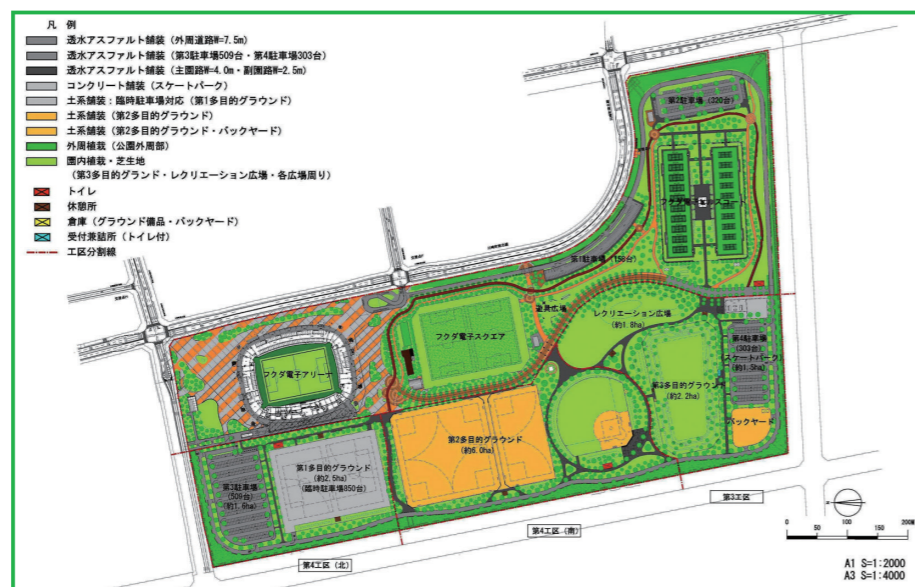 凡 例
透水アスファルト舗装（外周道路W=7.5m）
透水アスファルト舗装（第3駐車場509台・第4駐車場303台）
透水アスファルト舗装（主園路W=4.0m・副園路W=2.5m）
コンクリート舗装（スケートパーク）
土系舗装：臨時駐車場対応（第1多目的グラウンド）
土系舗装（第2多目的グラウンド）
土系舗装（第2多目的グラウンド・バックヤード）
外周植栽（公園外周部）
園内植栽・芝生地
（第3多目的グランド・レクリエーション広場・各広場周り）
トイレ
休憩所
倉庫（グラウンド備品・バックヤード）
受付兼詰所（トイレ付）
工区分割線
第2駐車場（320台）
フクダ電子
スコート
第1駐車場（158台）
遊具広場
レクリエーション広場
（約1.8ha）
フクダ電子スクエア
フクダ電子アリーナ
第4駐車場
（303台）
（スケートパーク）
（約1.5ha）
第3多目的グラウンド
（約2.2ha）
バックヤード
第2多目的グラウンド
（約6.0ha）
第1多目的グラウンド
（約2.5ha）
（臨時駐車場850台）
第3駐車場
（509台）
（約1.6ha）
第3工区
第4工区（南）
第4工区（北）
0 50 100 200m
A1 S=1:2000
A3 S=1:4000